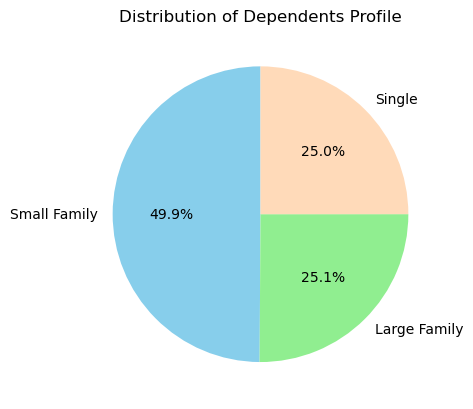 Distribution of Dependents Profile
Single
25.0%
Small Family
49.9%
25.1%
Large Family